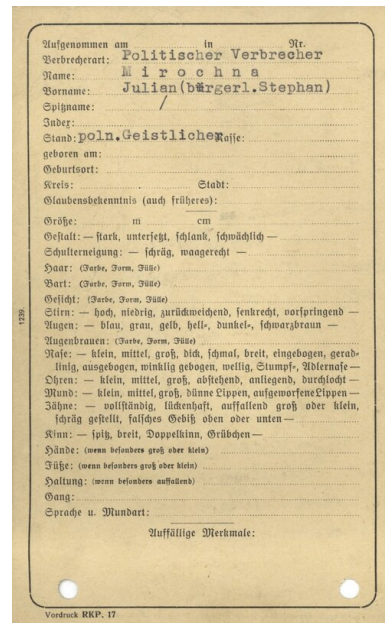 Aufgenommen am in Nr.
Verbrecherart: Politischer Verbrecher
Name: Mirochna
Vorname: Julian(bürgerl.Stephan)
Spitzname: /
Index:
Stand: poln.Geistlicher Rasse:
geboren am:
Geburtsort:
Kreis: Stadt:
Glaubensbekenntnis (auch früheres):
Größe: m cm
Gestalt: — stark, untersetzt, schlank, schwächlich —
Schulterneigung: — schräg, waagerecht —
Haar: (Farbe, Form, Fülle)
Bart: (Farbe, Form, Fülle)
Gesicht: (Farbe, Form, Fülle)
Stirn: — hoch, niedrig, zurückweichend, senkrecht, vorspringend —
Augen: — blau, grau, gelb, hell-, dunkel-, schwarzbraun —
Augenbrauen: (Farbe, Form, Fülle)
Nase: — klein, mittel, groß, dick, schmal, breit, eingebogen, gerad-
linig, ausgebogen, winklig gebogen, wellig, Stumpf-, Adlernase —
Ohren: — klein, mittel, groß, abstehend, anliegend, durchlocht —
Mund: — klein, mittel, groß, dünne Lippen, aufgeworfene Lippen —
Zähne: — vollständig, lückenhaft, auffallend groß oder klein,
schräg gestellt, falsches Gebiß oben oder unten —
Kinn: — spitz, breit, Doppelkinn, Grübchen —
Hände: (wenn besonders groß oder klein)
Füße: (wenn besonders groß oder klein)
Haltung: (wenn besonders auffallend)
Gang:
Sprache u. Mundart:
Auffällige Merkmale:
Vordruck RKP. 17
1239.